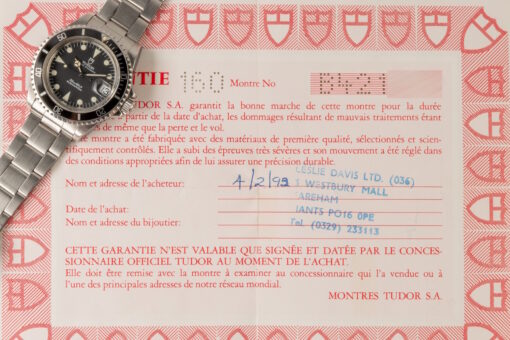 TUDOR
NTIE 160 Montre No B421
TUDOR S.A. garantit la bonne marche de cette montre pour la durée
à partir de la date d'achat, les dommages résultant de mauvais traitements étant
de même que la perte et le vol.
e montre a été fabriquée avec des matériaux de première qualité, sélectionnés et scien-
tifiquement contrôlés. Elle a subi des épreuves très sévères et son mouvement a été réglé dans
des conditions appropriées afin de lui assurer une précision durable.
Nom et adresse de l'acheteur: 4/2/92
LESLIE DAVIS LTD. (036)
WESTBURY MALL
Date de l'achat: AREHAM
Nom et adresse du bijoutier: HANTS PO16 0PE
Tel. (0329) 233113
CETTE GARANTIE N'EST VALABLE QUE SIGNÉE ET DATÉE PAR LE CONCES-
SIONNAIRE OFFICIEL TUDOR AU MOMENT DE L'ACHAT.
Elle doit être remise avec la montre à examiner au concessionnaire qui l'a vendue ou à
l'une des principales adresses de notre réseau mondial.
MONTRES TUDOR S.A.